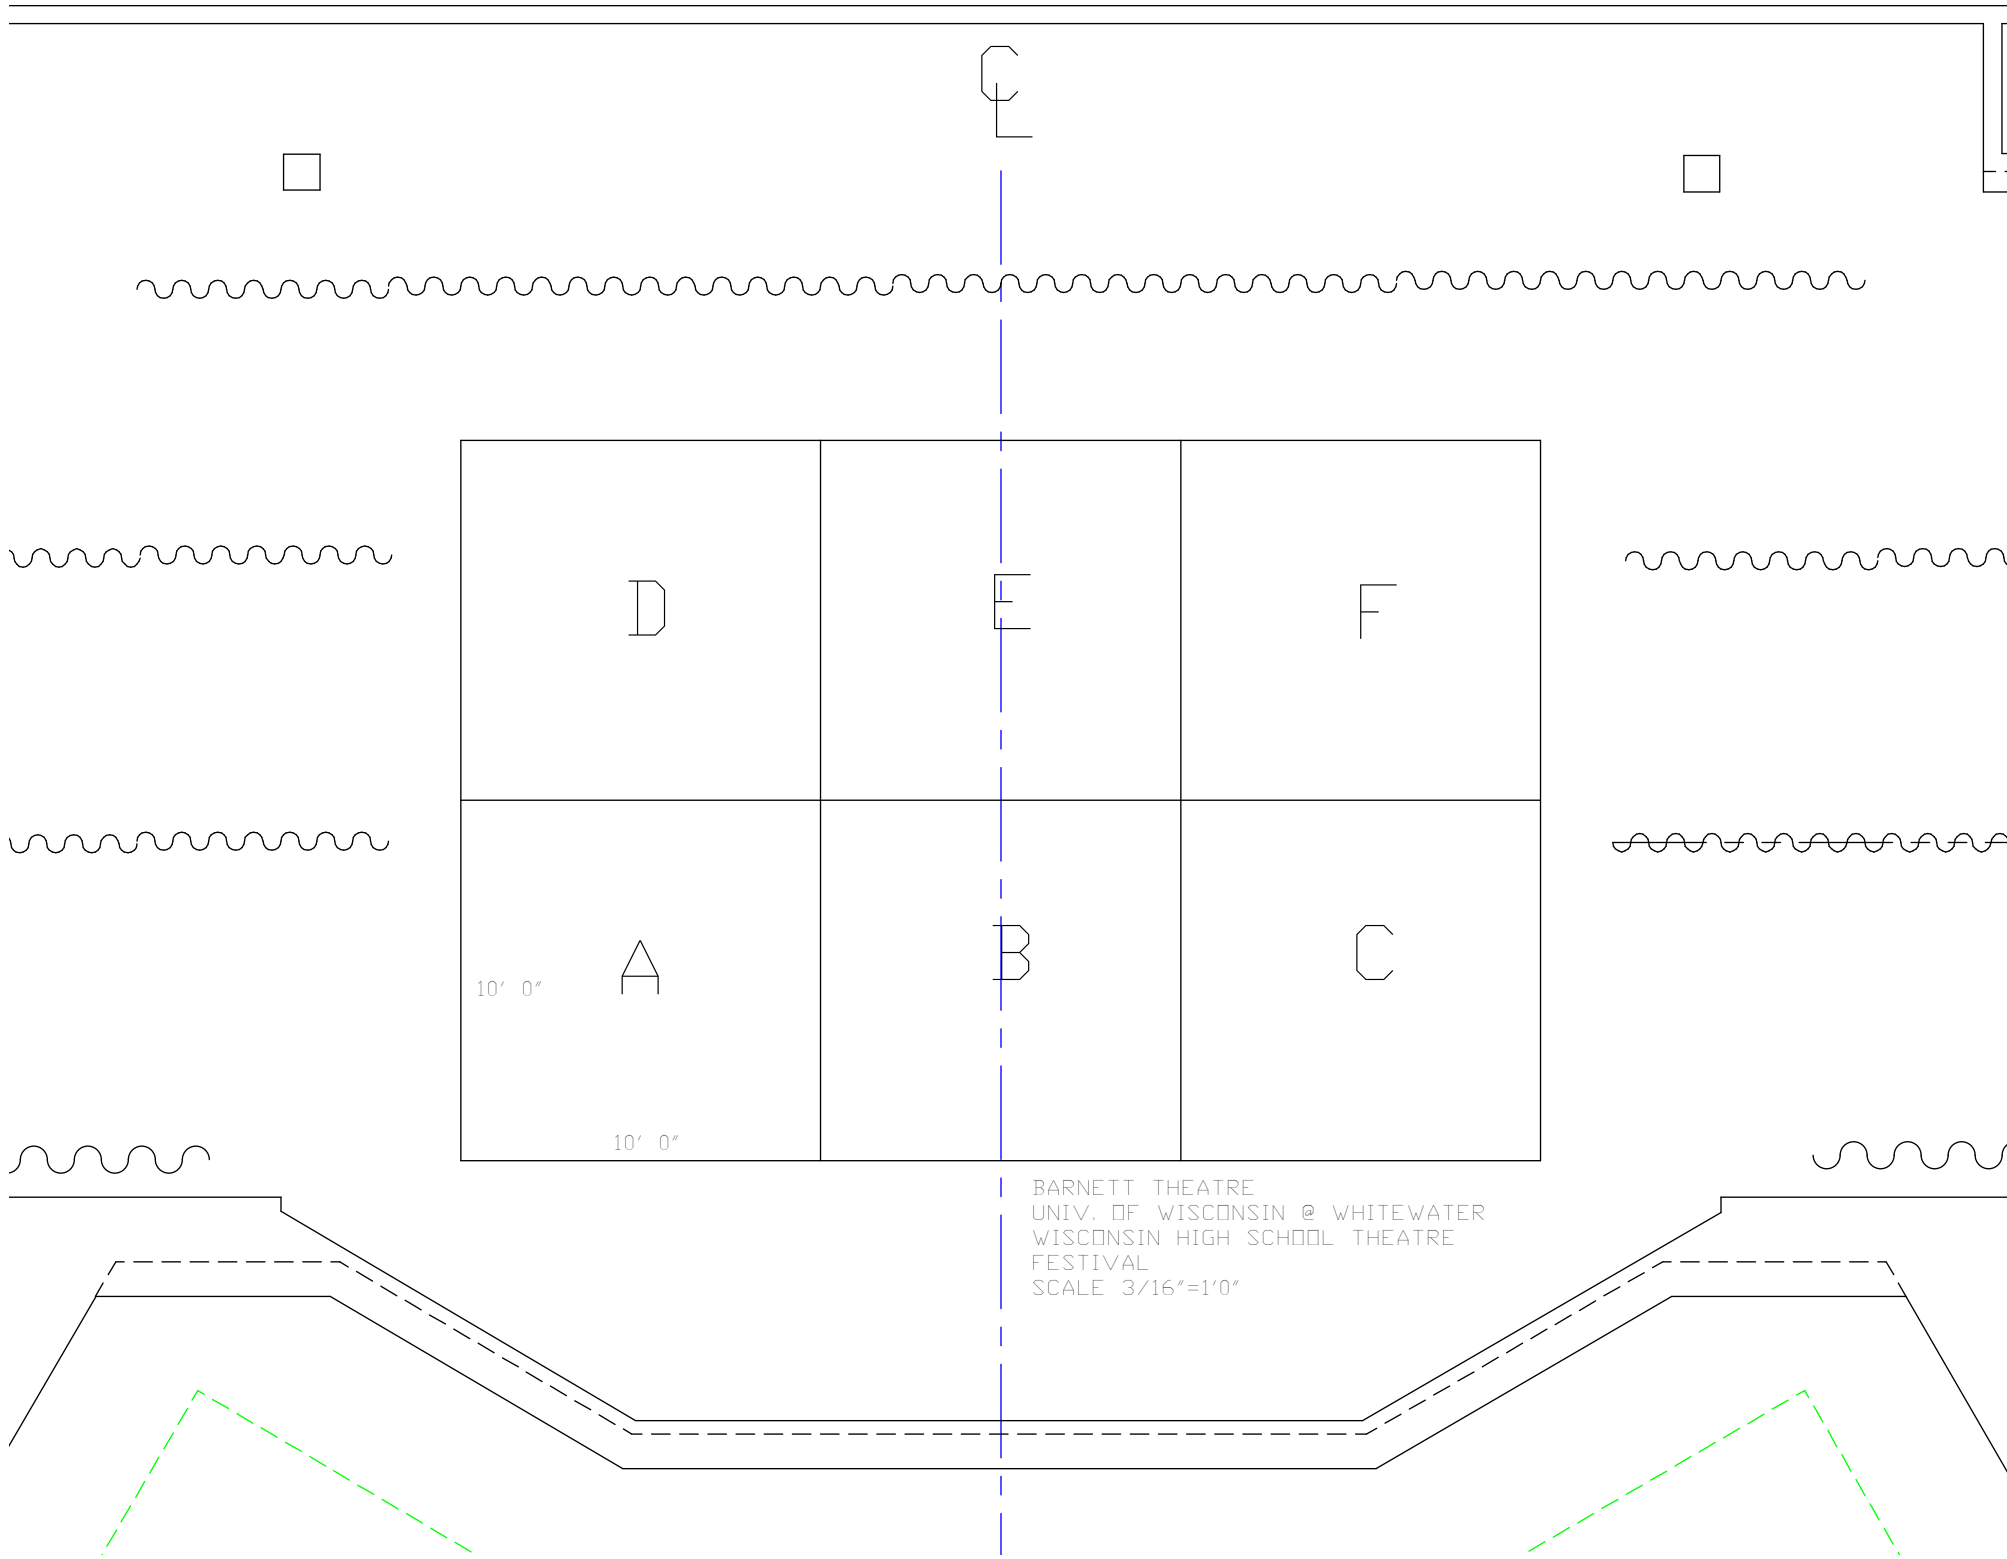 CL
D E F
A B C
10' 0"
10' 0"
BARNETT THEATRE
UNIV. OF WISCONSIN @ WHITEWATER
WISCONSIN HIGH SCHOOL THEATRE
FESTIVAL
SCALE 3/16"=1'0"